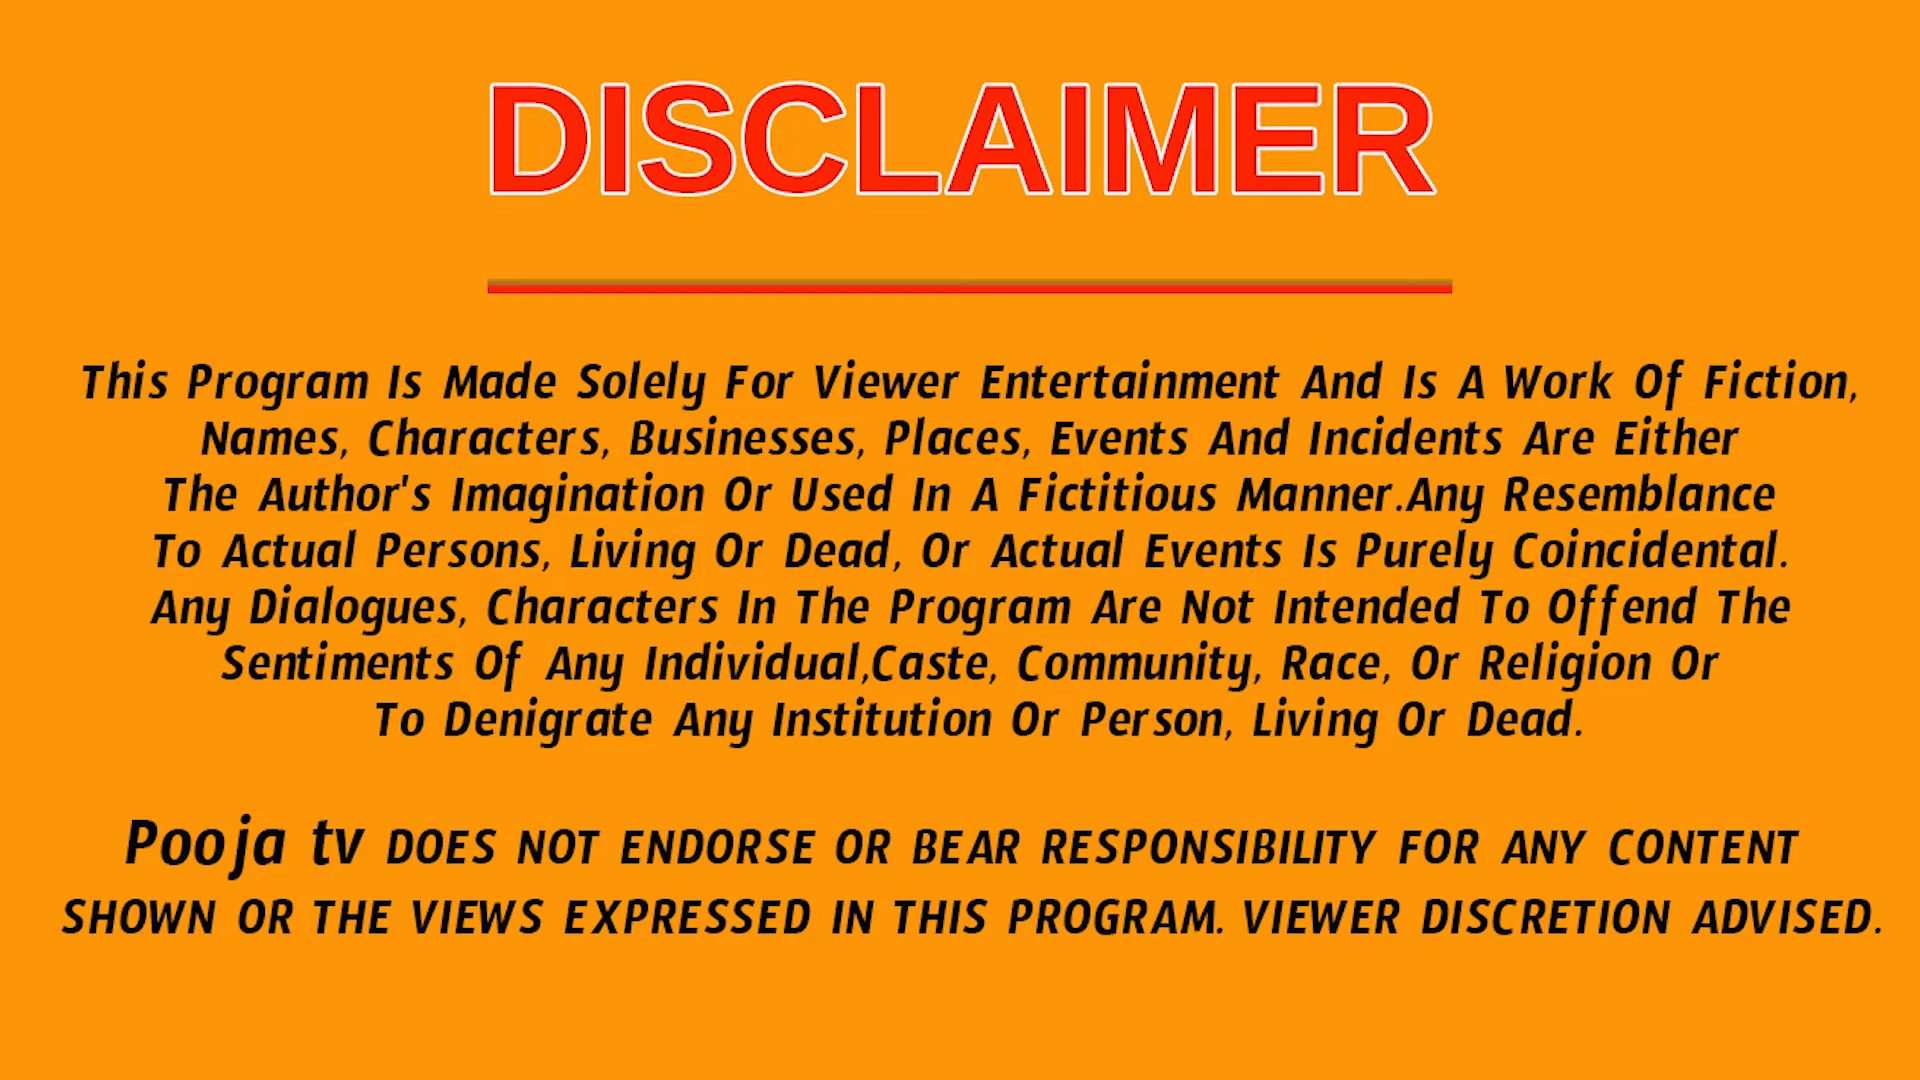 DISCLAIMER
This Program Is Made Solely For Viewer Entertainment And Is A Work Of Fiction,
Names, Characters, Businesses, Places, Events And Incidents Are Either
The Author's Imagination Or Used In A Fictitious Manner.Any Resemblance
To Actual Persons, Living Or Dead, Or Actual Events Is Purely Coincidental.
Any Dialogues, Characters In The Program Are Not Intended To Offend The
Sentiments Of Any Individual,Caste, Community, Race, Or Religion Or
To Denigrate Any Institution Or Person, Living Or Dead.
Pooja tv DOES NOT ENDORSE OR BEAR RESPONSIBILITY FOR ANY CONTENT
SHOWN OR THE VIEWS EXPRESSED IN THIS PROGRAM. VIEWER DISCRETION ADVISED.